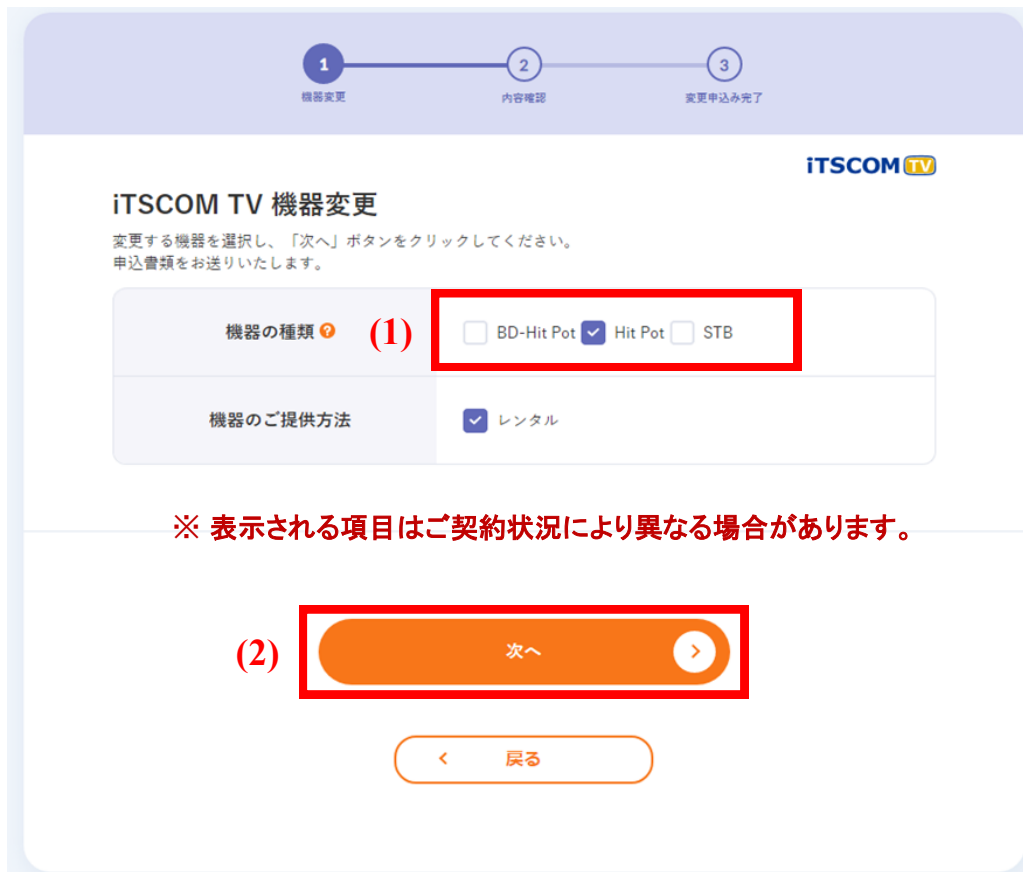 1
2
3
機器変更
内容確認
変更申込み完了
iTSCOM TV
iTSCOM TV 機器変更
変更する機器を選択し、「次へ」ボタンをクリックしてください。
申込書類をお送りいたします。
機器の種類 ?
(1)
BD-Hit Pot Hit Pot STB
機器のご提供方法
レンタル
※ 表示される項目はご契約状況により異なる場合があります。
(2)
次へ
戻る